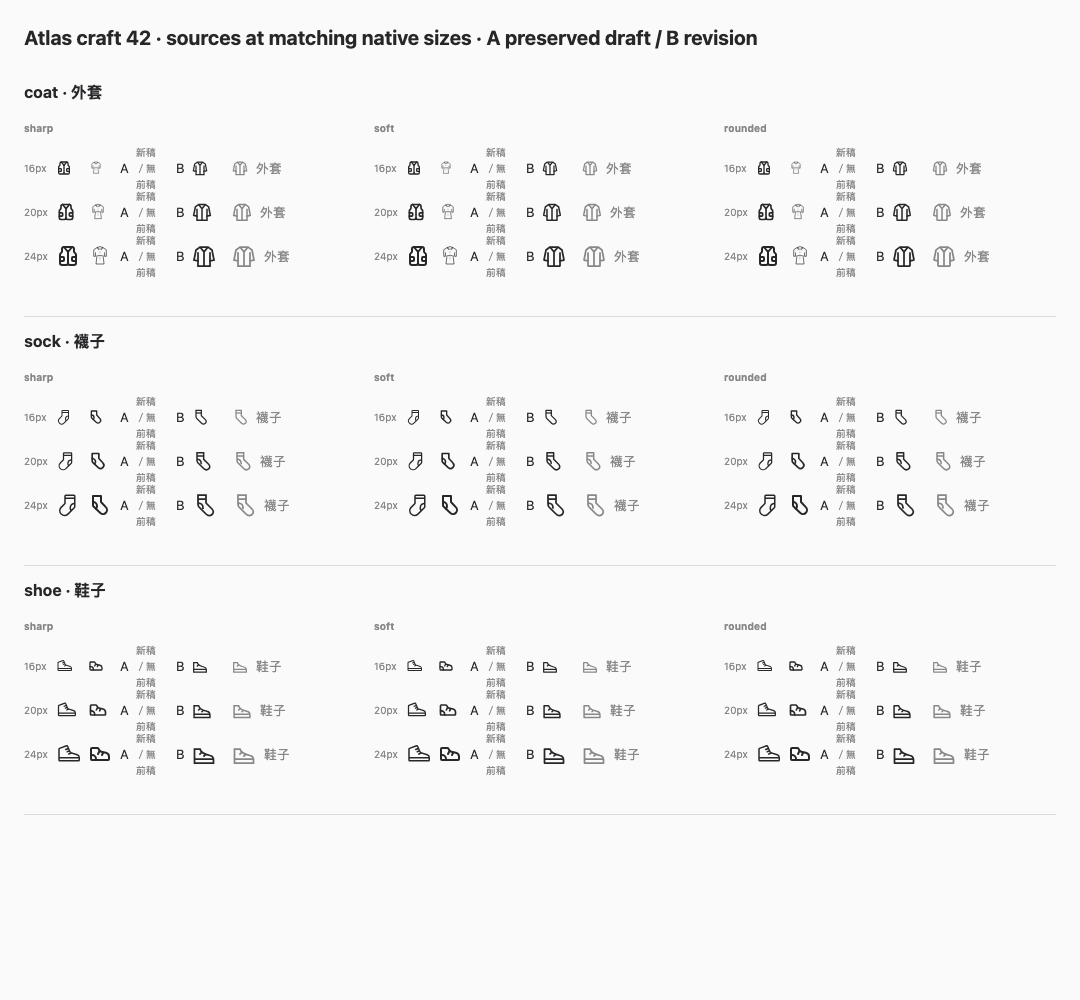 Atlas craft 42 · sources at matching native sizes · A preserved draft / B revision
coat · 外套
sharp
16px A 新稿 / 無前稿 B 外套
20px A 新稿 / 無前稿 B 外套
24px A 新稿 / 無前稿 B 外套
soft
16px A 新稿 / 無前稿 B 外套
20px A 新稿 / 無前稿 B 外套
24px A 新稿 / 無前稿 B 外套
rounded
16px A 新稿 / 無前稿 B 外套
20px A 新稿 / 無前稿 B 外套
24px A 新稿 / 無前稿 B 外套
sock · 襪子
sharp
16px A 新稿 / 無前稿 B 襪子
20px A 新稿 / 無前稿 B 襪子
24px A 新稿 / 無前稿 B 襪子
soft
16px A 新稿 / 無前稿 B 襪子
20px A 新稿 / 無前稿 B 襪子
24px A 新稿 / 無前稿 B 襪子
rounded
16px A 新稿 / 無前稿 B 襪子
20px A 新稿 / 無前稿 B 襪子
24px A 新稿 / 無前稿 B 襪子
shoe · 鞋子
sharp
16px A 新稿 / 無前稿 B 鞋子
20px A 新稿 / 無前稿 B 鞋子
24px A 新稿 / 無前稿 B 鞋子
soft
16px A 新稿 / 無前稿 B 鞋子
20px A 新稿 / 無前稿 B 鞋子
24px A 新稿 / 無前稿 B 鞋子
rounded
16px A 新稿 / 無前稿 B 鞋子
20px A 新稿 / 無前稿 B 鞋子
24px A 新稿 / 無前稿 B 鞋子